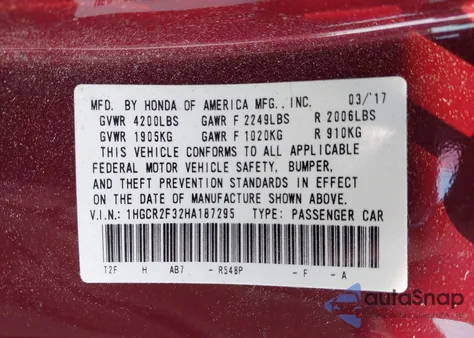 MFD. BY HONDA OF AMERICA MFG., INC. 03/'17
GVWR 4200LBS GAWR F 2249LBS R 2006LBS
GVWR 1905KG GAWR F 1020KG R 910KG
THIS VEHICLE CONFORMS TO ALL APPLICABLE
FEDERAL MOTOR VEHICLE SAFETY, BUMPER,
AND THEFT PREVENTION STANDARDS IN EFFECT
ON THE DATE OF MANUFACTURE SHOWN ABOVE.
V.I.N.: 1HGCR2F32HA187295 TYPE: PASSENGER CAR
T2F H AB7 - R548P - F - A
autoSnap